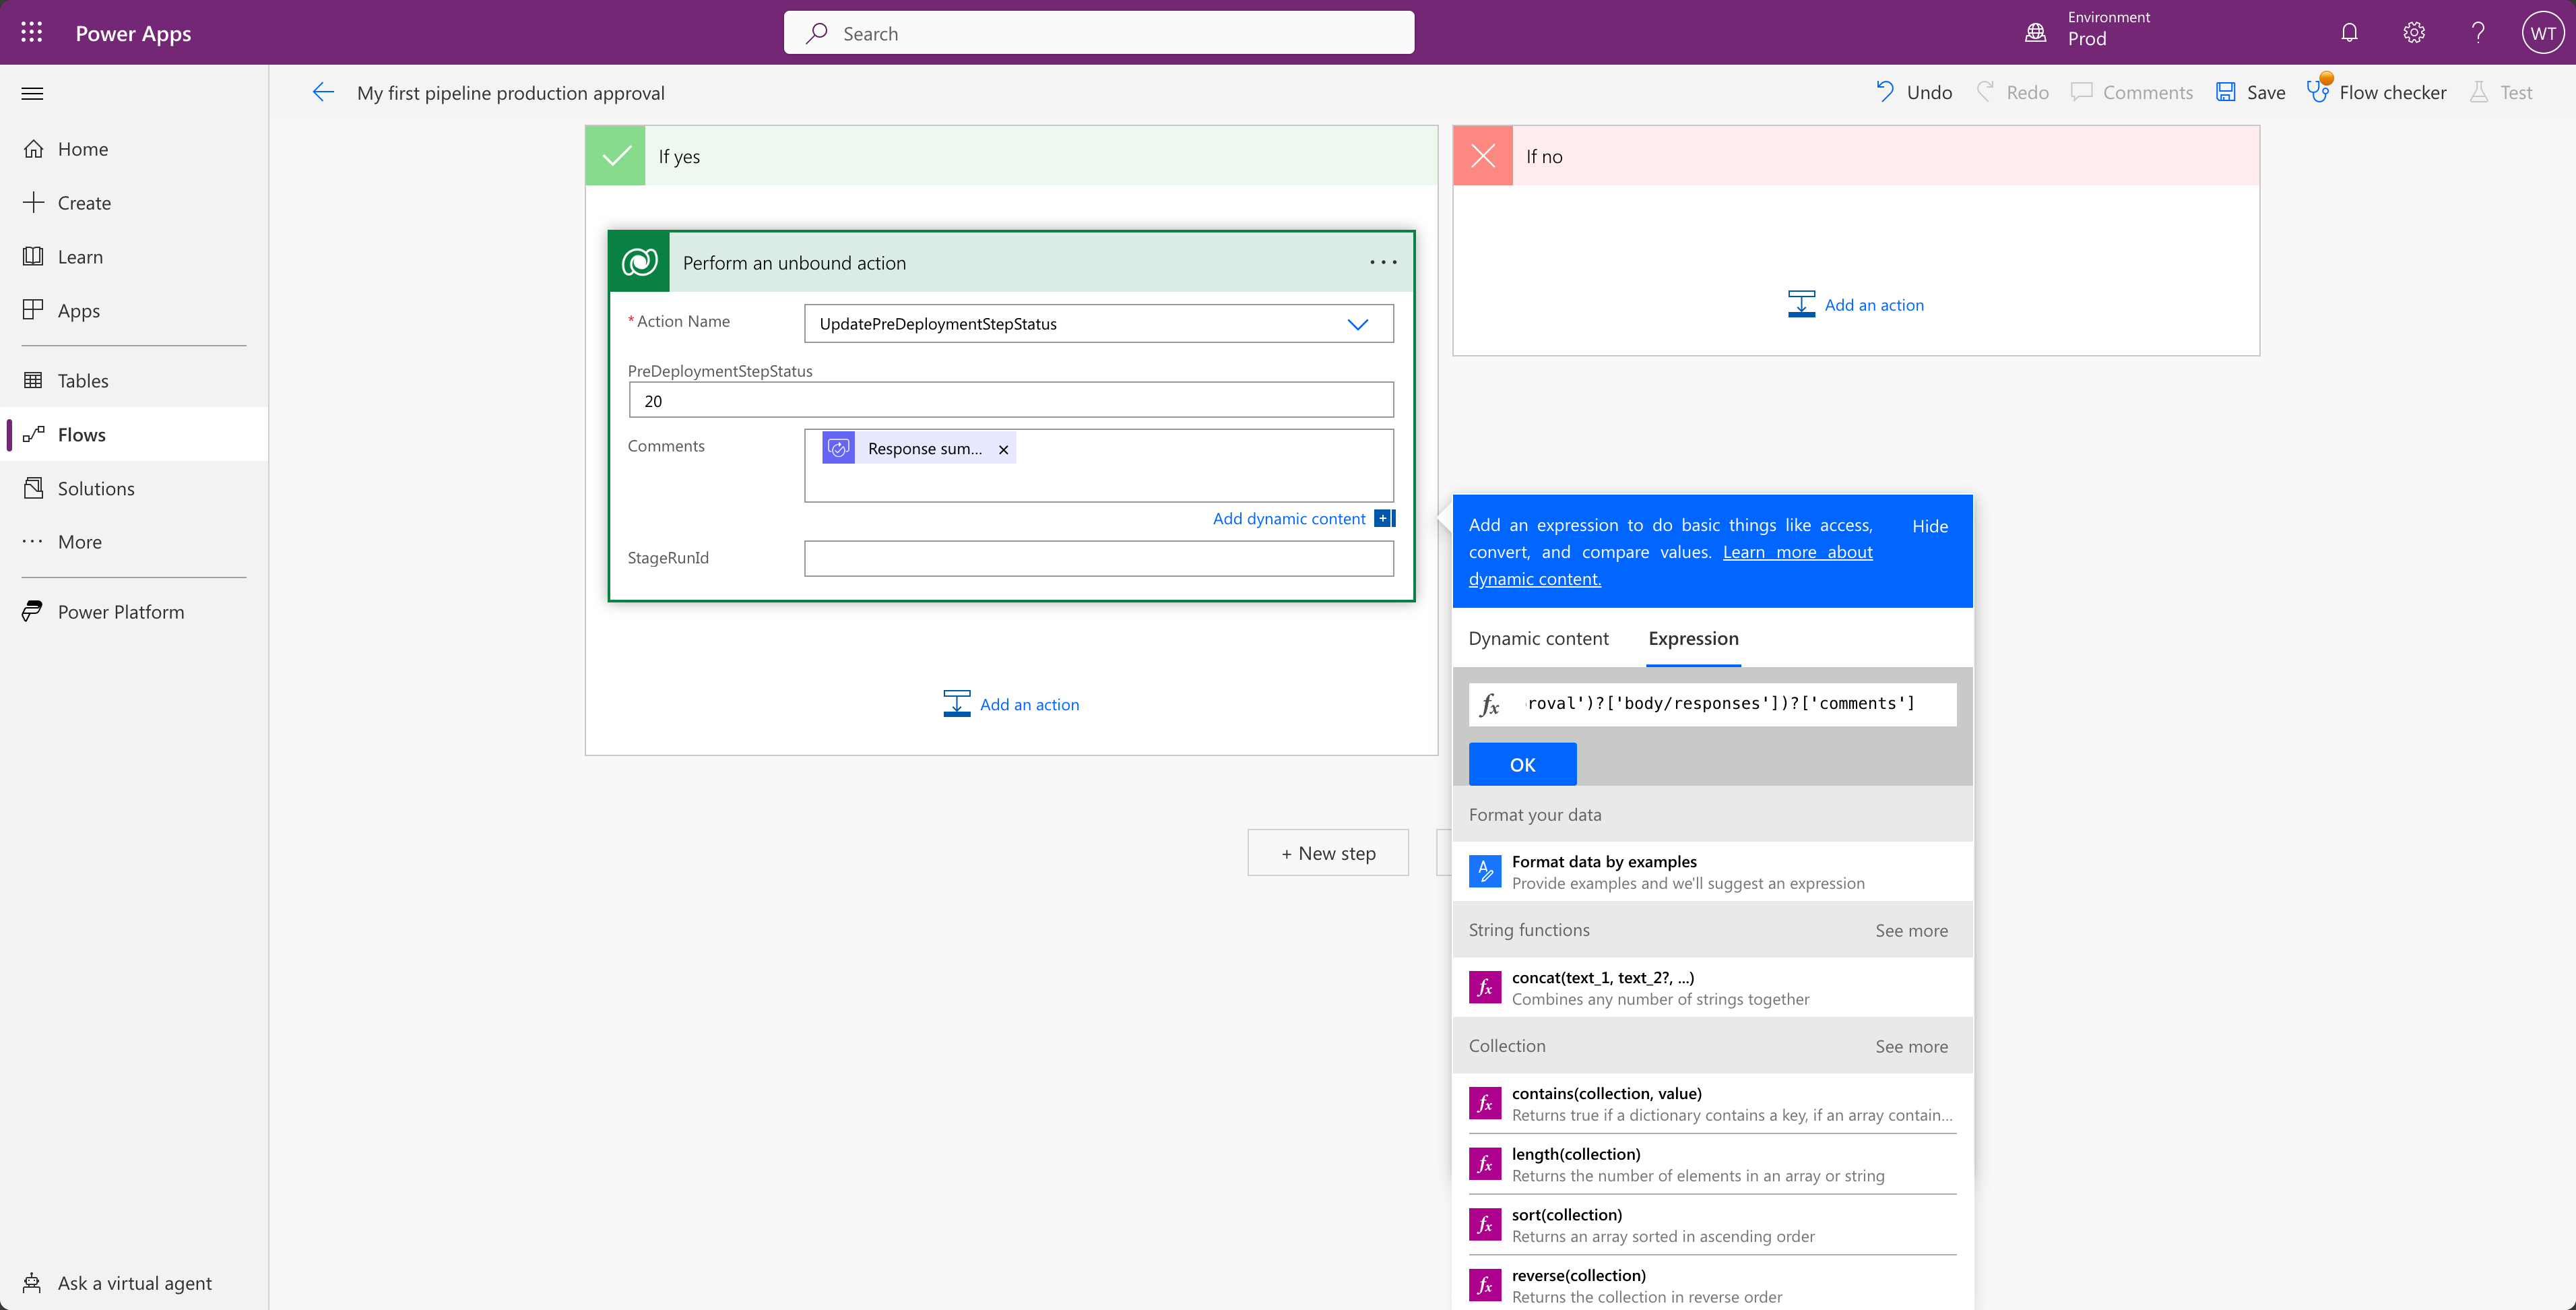 Power Apps
Search
Environment
Prod
WT
My first pipeline production approval
Undo
Redo
Comments
Save
Flow checker
Test
Home
Create
Learn
Apps
Tables
Flows
Solutions
More
Power Platform
Ask a virtual agent
If yes
Perform an unbound action
* Action Name
UpdatePreDeploymentStepStatus
PreDeploymentStepStatus
20
Comments
Response sum...
Add dynamic content
StageRunId
Add an action
If no
Add an action
+ New step
Add an expression to do basic things like access,
convert, and compare values. Learn more about
dynamic content.
Hide
Dynamic content
Expression
fx
roval')?['body/responses'])?['comments']
OK
Format your data
Format data by examples
Provide examples and we'll suggest an expression
String functions
See more
fx
concat(text_1, text_2?, ...)
Combines any number of strings together
Collection
See more
fx
contains(collection, value)
Returns true if a dictionary contains a key, if an array contain...
fx
length(collection)
Returns the number of elements in an array or string
fx
sort(collection)
Returns an array sorted in ascending order
fx
reverse(collection)
Returns the collection in reverse order